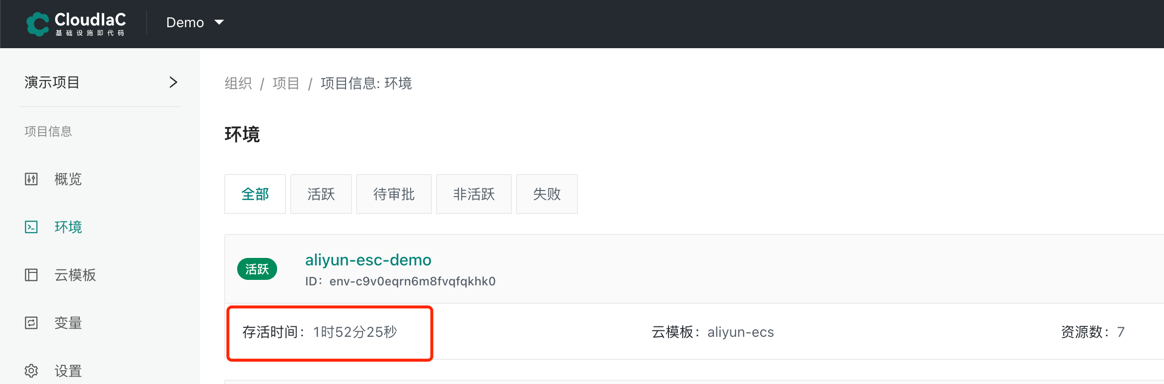 CloudIaC
基础设施即代码
Demo
演示项目
项目信息
概览
环境
云模板
变量
设置
组织 / 项目 / 项目信息: 环境
环境
全部 活跃 待审批 非活跃 失败
活跃 aliyun-esc-demo
ID：env-c9v0eqrn6m8fvqfqkhk0
存活时间：1时52分25秒 云模板：aliyun-ecs 资源数：7